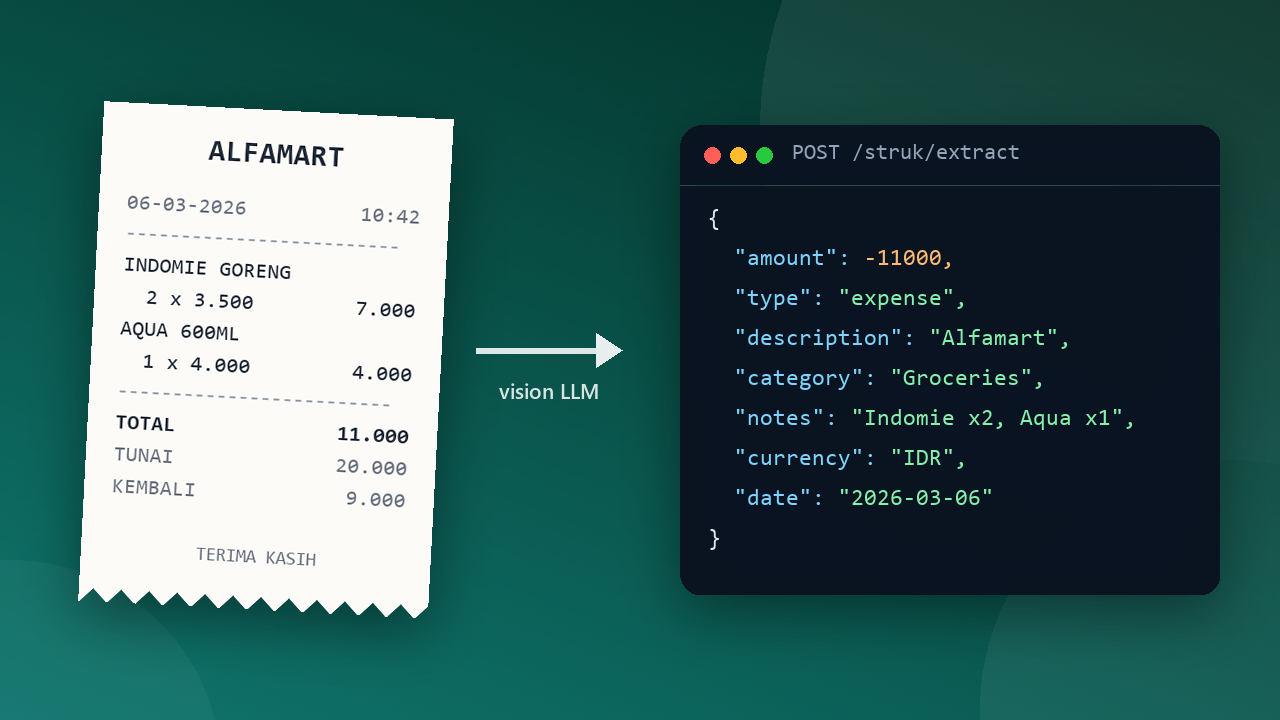 ALFAMART
06-03-2026 10:42
-------------------------
INDOMIE GORENG
2 x 3.500 7.000
AQUA 600ML
1 x 4.000 4.000
-------------------------
TOTAL 11.000
TUNAI 20.000
KEMBALI 9.000
TERIMA KASIH
vision LLM
POST /struk/extract
{
"amount": -11000,
"type": "expense",
"description": "Alfamart",
"category": "Groceries",
"notes": "Indomie x2, Aqua x1",
"currency": "IDR",
"date": "2026-03-06"
}